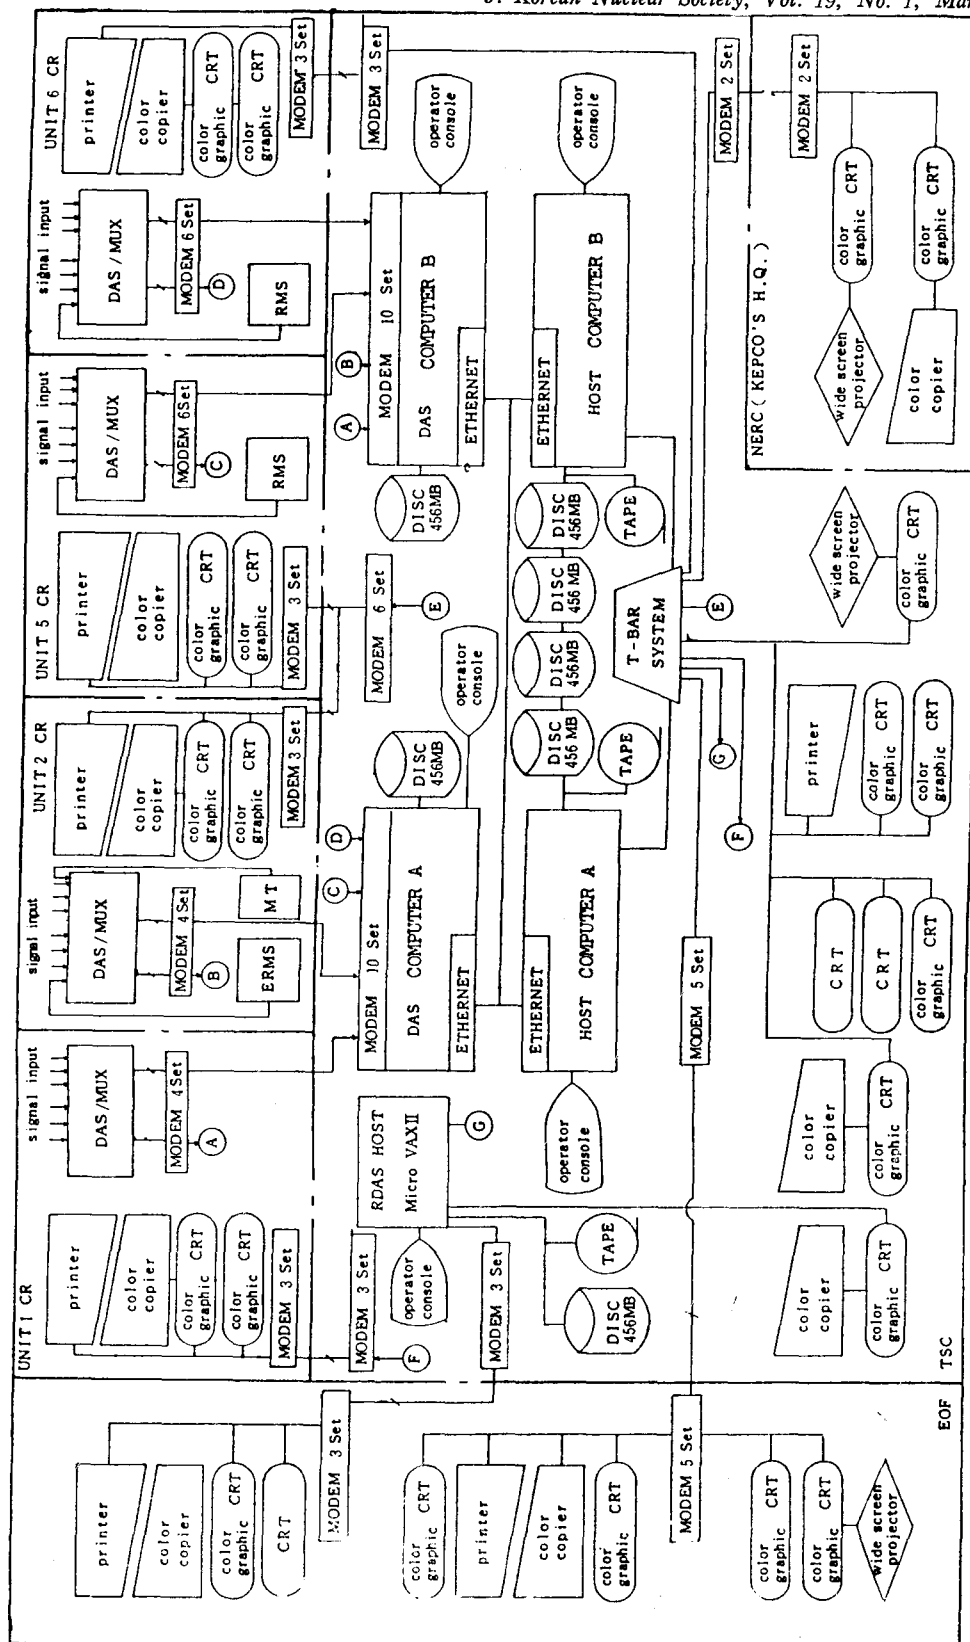 J. Korean Nuclear Society, Vol. 19, No. 1,
UNIT 1 CR
printer
color
copier
color
graphic CRT
color
graphic CRT
MODEM 3 Set
MODEM 3 Set
F
signal input
DAS/MUX
MODEM 4Set
A
signal input
DAS/MUX
MODEM 4 Set
B
ERMS
MT
UNIT 2 CR
printer
color
copier
color
graphic CRT
color
graphic CRT
MODEM 3 Set
UNIT 5 CR
printer
color
copier
color
graphic CRT
color
graphic CRT
MODEM 3 Set
MODEM 6 Set
E
signal input
DAS/MUX
MODEM 6Set
C
RMS
signal input
DAS/MUX
MODEM 6Set
D
RMS
UNIT 6 CR
printer
color
copier
color
graphic CRT
color
graphic CRT
MODEM 3 Set
MODEM 3 Set
RDAS HOST
Micro VAXII
G
operator
console
MODEM 3 Set
DISC
456MB
TAPE
C
D
MODEM 10 Set
DAS COMPUTER A
ETHERNET
DISC
456MB
operator
console
A
B
MODEM 10 Set
DAS COMPUTER B
ETHERNET
DISC
456MB
operator
console
ETHERNET
HOST COMPUTER A
operator
console
DISC
456 MB
DISC
456MB
DISC
456 MB
DISC
456MB
TAPE
TAPE
ETHERNET
HOST COMPUTER B
operator
console
T-BAR
SYSTEM
E
G
F
MODEM 5 Set
MODEM 2 Set
MODEM 2 Set
NERC ( KEPCO'S H.Q. )
wide screen
projector
color
graphic CRT
color
copier
color
graphic CRT
wide screen
projector
color
graphic CRT
printer
color
graphic CRT
color
graphic CRT
CRT
CRT
color
graphic CRT
color
copier
color
graphic CRT
color
copier
color
graphic CRT
TSC
printer
color
copier
color
graphic CRT
CRT
MODEM 3 Set
color
graphic CRT
printer
color
copier
color
graphic CRT
MODEM 5 Set
color
graphic CRT
color
graphic CRT
wide screen
projector
EOF